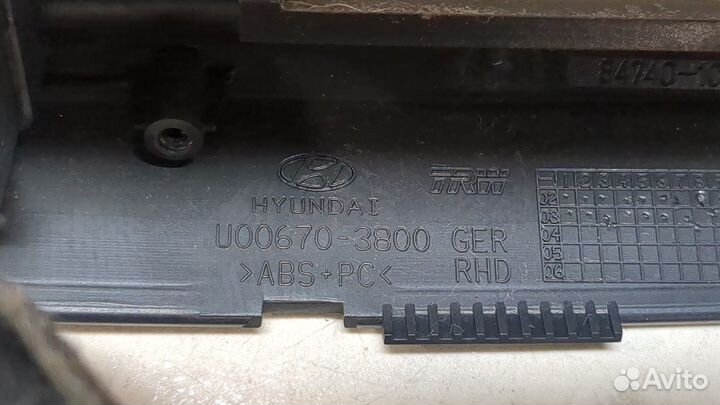 84740-
TRW
1 2 3 4 5 6 7 8
HYUNDAI
02
03
U00670-3800 GER
04
05
>ABS+PC< RHD
06
Avito